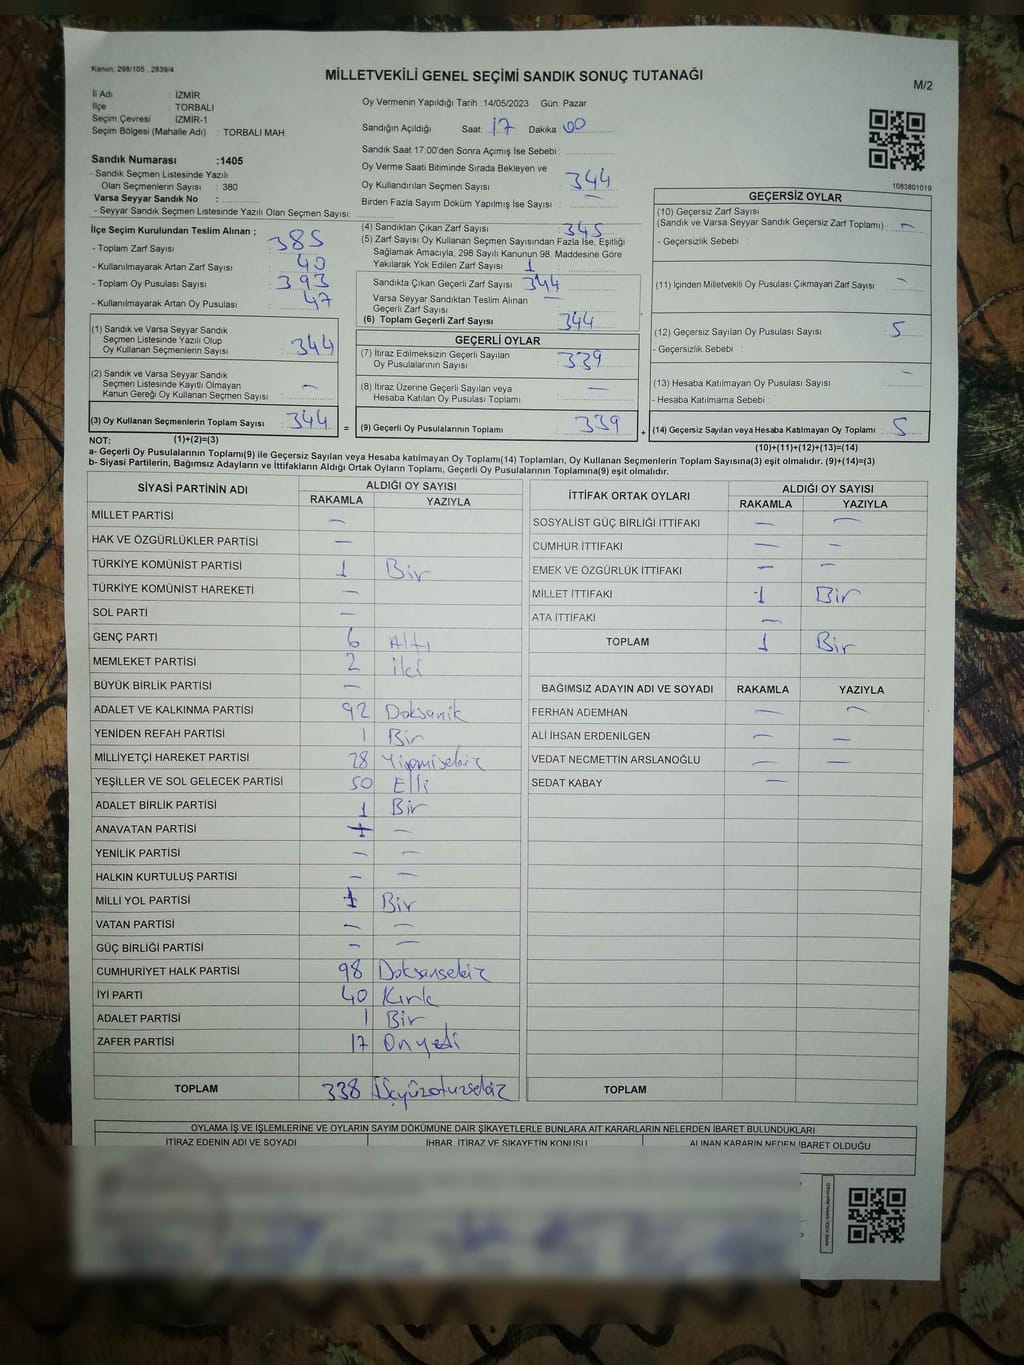 Kanun, 298/105 , 2839/4
MİLLETVEKİLİ GENEL SEÇİMİ SANDIK SONUÇ TUTANAĞI
M/2
İl Adı : İZMİR
İlçe : TORBALI
Seçim Çevresi : İZMİR-1
Seçim Bölgesi (Mahalle Adı) : TORBALI MAH.
Sandık Numarası :1405
- Sandık Seçmen Listesinde Yazılı
Olan Seçmenlerin Sayısı : 380
Varsa Seyyar Sandık No :
- Seyyar Sandık Seçmen Listesinde Yazılı Olan Seçmen Sayısı:
Oy Vermenin Yapıldığı Tarih :14/05/2023 Gün: Pazar
Sandığın Açıldığı Saat: 17 Dakika : 00
Sandık Saat 17:00'den Sonra Açımış İse Sebebi :
Oy Verme Saati Bitiminde Sırada Bekleyen ve
Oy Kullandırılan Seçmen Sayısı : 344
Birden Fazla Sayım Döküm Yapılmış İse Sayısı : —
1083801019
İlçe Seçim Kurulundan Teslim Alınan ;
- Toplam Zarf Sayısı : 385
- Kullanılmayarak Artan Zarf Sayısı : 40
- Toplam Oy Pusulası Sayısı : 393
- Kullanılmayarak Artan Oy Pusulası : 47
(4) Sandıktan Çıkan Zarf Sayısı : 345
(5) Zarf Sayısı Oy Kullanan Seçmen Sayısından Fazla İse, Eşitliği
Sağlamak Amacıyla, 298 Sayılı Kanunun 98. Maddesine Göre
Yakılarak Yok Edilen Zarf Sayısı : 1
Sandıkta Çıkan Geçerli Zarf Sayısı : 344
Varsa Seyyar Sandıktan Teslim Alınan
Geçerli Zarf Sayısı : —
(6) Toplam Geçerli Zarf Sayısı : 344
GEÇERSİZ OYLAR
(10) Geçersiz Zarf Sayısı
(Sandık ve Varsa Seyyar Sandık Geçersiz Zarf Toplamı) : —
- Geçersizlik Sebebi :
(11) İçinden Milletvekili Oy Pusulası Çıkmayan Zarf Sayısı : —
(12) Geçersiz Sayılan Oy Pusulası Sayısı : 5
- Geçersizlik Sebebi :
(13) Hesaba Katılmayan Oy Pusulası Sayısı : —
- Hesaba Katılmama Sebebi :
(14) Geçersiz Sayılan veya Hesaba Katılmayan Oy Toplamı : 5
(1) Sandık ve Varsa Seyyar Sandık
Seçmen Listesinde Yazılı Olup
Oy Kullanan Seçmenlerin Sayısı : 344
(2) Sandık ve Varsa Seyyar Sandık
Seçmen Listesinde Kayıtlı Olmayan
Kanun Gereği Oy Kullanan Seçmen Sayısı : —
(3) Oy Kullanan Seçmenlerin Toplam Sayısı : 344 =
GEÇERLİ OYLAR
(7) İtiraz Edilmeksizin Geçerli Sayılan
Oy Pusulalarının Sayısı : 339
(8) İtiraz Üzerine Geçerli Sayılan veya
Hesaba Katılan Oy Pusulası Toplamı : —
(9) Geçerli Oy Pusulalarının Toplamı : 339 +
NOT: (1)+(2)=(3)
(10)+(11)+(12)+(13)=(14)
a- Geçerli Oy Pusulalarının Toplamı(9) ile Geçersiz Sayılan veya Hesaba katılmayan Oy Toplamı(14) Toplamları, Oy Kullanan Seçmenlerin Toplam Sayısına(3) eşit olmalıdır. (9)+(14)=(3)
b- Siyasi Partilerin, Bağımsız Adayların ve İttifakların Aldığı Ortak Oyların Toplamı, Geçerli Oy Pusulalarının Toplamına(9) eşit olmalıdır.
SİYASİ PARTİNİN ADI ALDIĞI OY SAYISI
RAKAMLA YAZIYLA
MİLLET PARTİSİ —
HAK VE ÖZGÜRLÜKLER PARTİSİ —
TÜRKİYE KOMÜNİST PARTİSİ 1 Bir
TÜRKİYE KOMÜNİST HAREKETİ —
SOL PARTİ —
GENÇ PARTİ 6 Altı
MEMLEKET PARTİSİ 2 iki
BÜYÜK BİRLİK PARTİSİ —
ADALET VE KALKINMA PARTİSİ 92 Doksanik
YENİDEN REFAH PARTİSİ 1 Bir
MİLLİYETÇİ HAREKET PARTİSİ 28 Yirmisekiz
YEŞİLLER VE SOL GELECEK PARTİSİ 50 Elli
ADALET BİRLİK PARTİSİ 1 Bir
ANAVATAN PARTİSİ — —
YENİLİK PARTİSİ — —
HALKIN KURTULUŞ PARTİSİ — —
MİLLİ YOL PARTİSİ 1 Bir
VATAN PARTİSİ — —
GÜÇ BİRLİĞİ PARTİSİ — —
CUMHURİYET HALK PARTİSİ 98 Doksansekiz
İYİ PARTİ 40 Kırk
ADALET PARTİSİ 1 Bir
ZAFER PARTİSİ 17 Onyedi
TOPLAM 338 Üçyüzotuzsekiz
İTTİFAK ORTAK OYLARI ALDIĞI OY SAYISI
RAKAMLA YAZIYLA
SOSYALİST GÜÇ BİRLİĞİ İTTİFAKI — —
CUMHUR İTTİFAKI — —
EMEK VE ÖZGÜRLÜK İTTİFAKI — —
MİLLET İTTİFAKI 1 Bir
ATA İTTİFAKI —
TOPLAM 1 Bir
BAĞIMSIZ ADAYIN ADI VE SOYADI RAKAMLA YAZIYLA
FERHAN ADEMHAN — —
ALİ İHSAN ERDENİLGEN — —
VEDAT NECMETTİN ARSLANOĞLU — —
SEDAT KABAY —
TOPLAM
OYLAMA İŞ VE İŞLEMLERİNE VE OYLARIN SAYIM DÖKÜMÜNE DAİR ŞİKAYETLERLE BUNLARA AİT KARARLARIN NELERDEN İBARET BULUNDUKLARI
İTİRAZ EDENİN ADI VE SOYADI İHBAR, İTİRAZ VE ŞİKAYETİN KONUSU ALINAN KARARIN NEDEN İBARET OLDUĞU